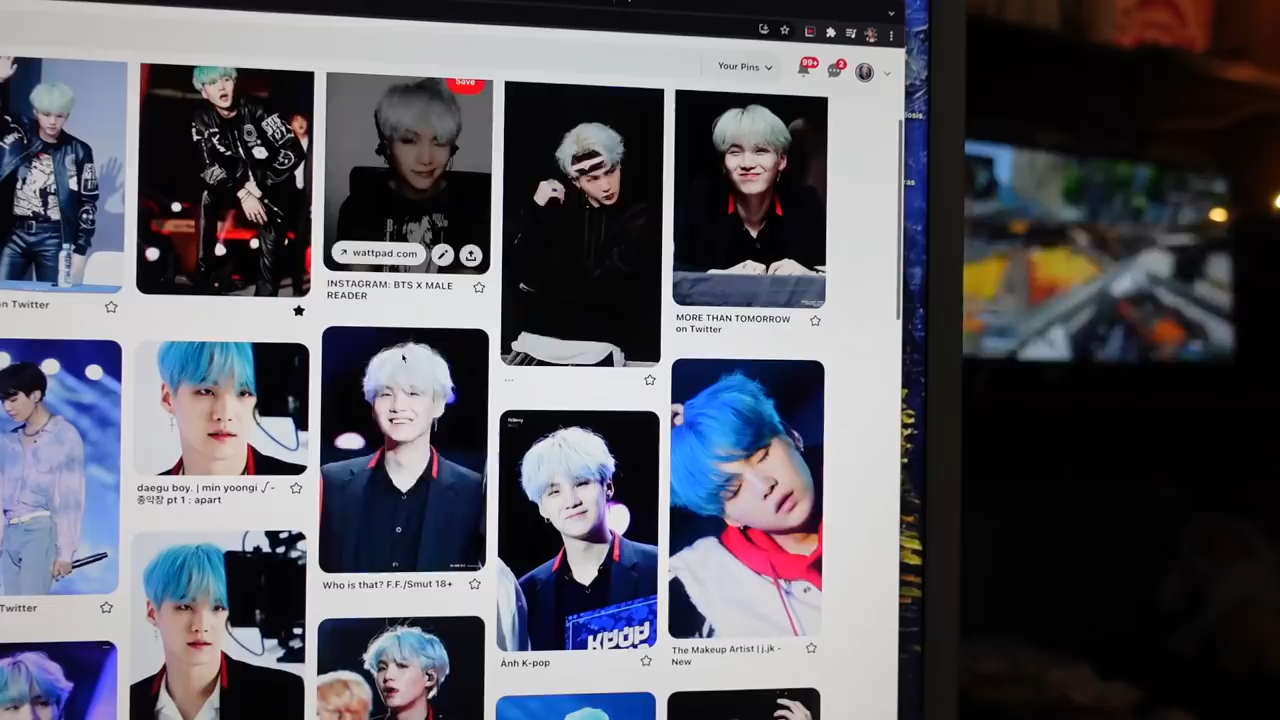 Your Pins
99+
2
Save
wattpad.com
n Twitter
INSTAGRAM: BTS X MALE
READER
MORE THAN TOMORROW
on Twitter
...
daegu boy. | min yoongi √-
종악장 pt 1 : apart
Who is that? F.F./Smut 18+
Twitter
KPOP
Ảnh K-pop
The Makeup Artist | j.jk -
New
dosis
ras